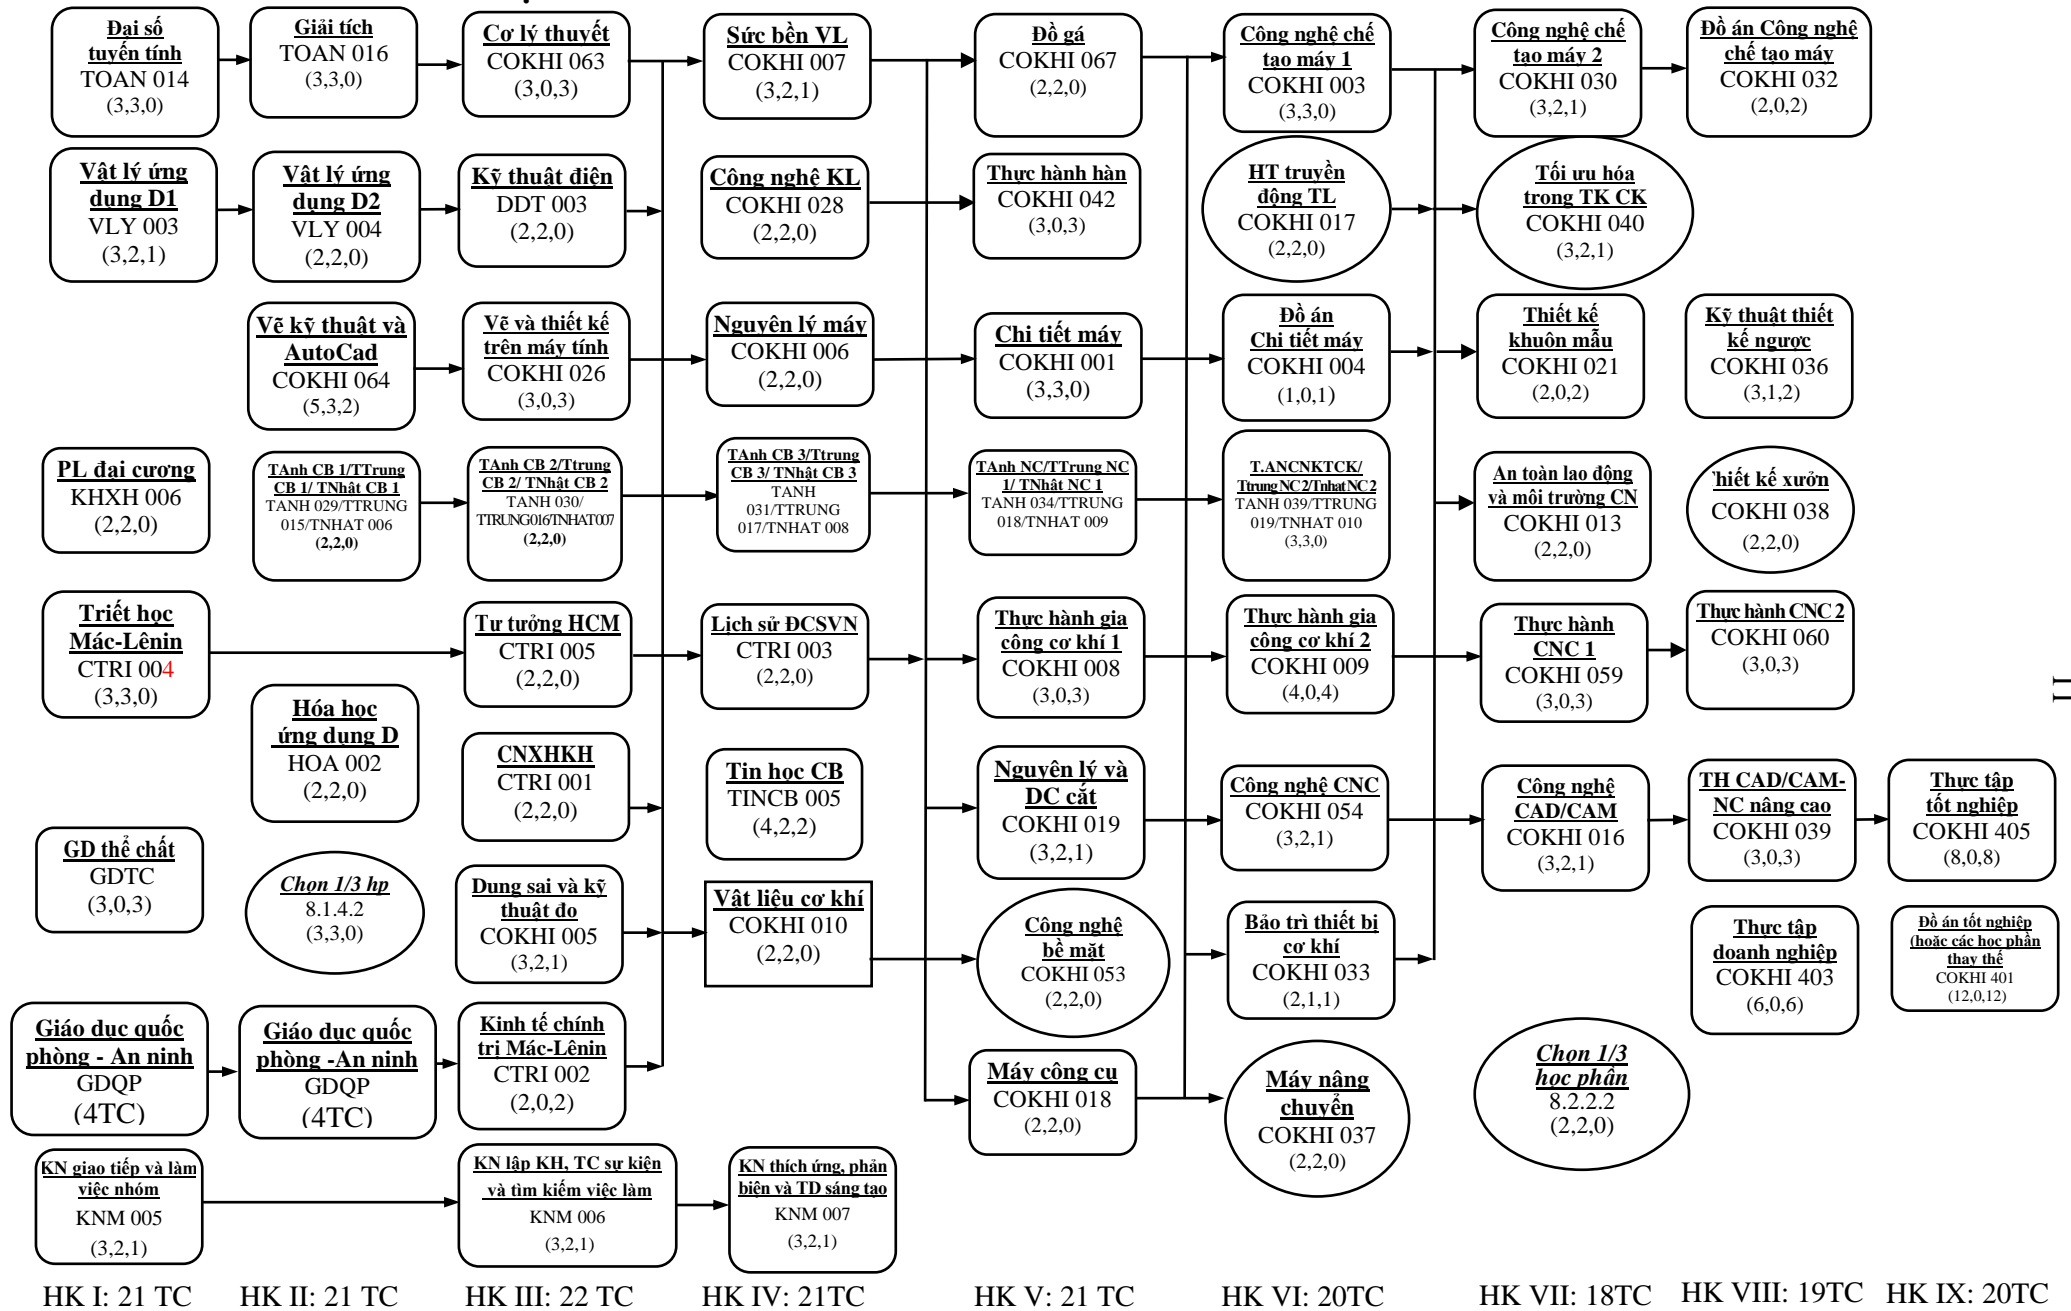 Đại số
tuyến tính
TOAN 014
(3,3,0)
Giải tích
TOAN 016
(3,3,0)
Cơ lý thuyết
COKHI 063
(3,0,3)
Sức bền VL
COKHI 007
(3,2,1)
Đồ gá
COKHI 067
(2,2,0)
Công nghệ chế
tạo máy 1
COKHI 003
(3,3,0)
Công nghệ chế
tạo máy 2
COKHI 030
(3,2,1)
Đồ án Công nghệ
chế tạo máy
COKHI 032
(2,0,2)
Vật lý ứng
dụng D1
VLY 003
(3,2,1)
Vật lý ứng
dụng D2
VLY 004
(2,2,0)
Kỹ thuật điện
DDT 003
(2,2,0)
Công nghệ KL
COKHI 028
(2,2,0)
Thực hành hàn
COKHI 042
(3,0,3)
HT truyền
động TL
COKHI 017
(2,2,0)
Tối ưu hóa
trong TK CK
COKHI 040
(3,2,1)
Vẽ kỹ thuật và
AutoCad
COKHI 064
(5,3,2)
Vẽ và thiết kế
trên máy tính
COKHI 026
(3,0,3)
Nguyên lý máy
COKHI 006
(2,2,0)
Chi tiết máy
COKHI 001
(3,3,0)
Đồ án
Chi tiết máy
COKHI 004
(1,0,1)
Thiết kế
khuôn mẫu
COKHI 021
(2,0,2)
Kỹ thuật thiết
kế ngược
COKHI 036
(3,1,2)
PL đại cương
KHXH 006
(2,2,0)
TAnh CB 1/TTrung
CB 1/ TNhật CB 1
TANH 029/TTRUNG
015/TNHAT 006
(2,2,0)
TAnh CB 2/Ttrung
CB 2/ TNhật CB 2
TANH 030/
TTRUNG016/TNHAT007
(2,2,0)
TAnh CB 3/Ttrung
CB 3/ TNhật CB 3
TANH
031/TTRUNG
017/TNHAT 008
TAnh NC/TTrung NC
1/ TNhật NC 1
TANH 034/TTRUNG
018/TNHAT 009
T.ANCNKTCK/
Ttrung NC 2/Tnhat NC 2
TANH 039/TTRUNG
019/TNHAT 010
(3,3,0)
An toàn lao động
và môi trường CN
COKHI 013
(2,2,0)
hiết kế xưởn
COKHI 038
(2,2,0)
Triết học
Mác-Lênin
CTRI 004
(3,3,0)
Tư tưởng HCM
CTRI 005
(2,2,0)
Lịch sử ĐCSVN
CTRI 003
(2,2,0)
Thực hành gia
công cơ khí 1
COKHI 008
(3,0,3)
Thực hành gia
công cơ khí 2
COKHI 009
(4,0,4)
Thực hành
CNC 1
COKHI 059
(3,0,3)
Thực hành CNC 2
COKHI 060
(3,0,3)
Hóa học
ứng dụng D
HOA 002
(2,2,0)
CNXHKH
CTRI 001
(2,2,0)
Tin học CB
TINCB 005
(4,2,2)
Nguyên lý và
DC cắt
COKHI 019
(3,2,1)
Công nghệ CNC
COKHI 054
(3,2,1)
Công nghệ
CAD/CAM
COKHI 016
(3,2,1)
TH CAD/CAM-
NC nâng cao
COKHI 039
(3,0,3)
Thực tập
tốt nghiệp
COKHI 405
(8,0,8)
GD thể chất
GDTC
(3,0,3)
Chọn 1/3 hp
8.1.4.2
(3,3,0)
Dung sai và kỹ
thuật đo
COKHI 005
(3,2,1)
Vật liệu cơ khí
COKHI 010
(2,2,0)
Công nghệ
bề mặt
COKHI 053
(2,2,0)
Bảo trì thiết bị
cơ khí
COKHI 033
(2,1,1)
Thực tập
doanh nghiệp
COKHI 403
(6,0,6)
Đồ án tốt nghiệp
(hoặc các học phần
thay thế
COKHI 401
(12,0,12)
Giáo dục quốc
phòng - An ninh
GDQP
(4TC)
Giáo dục quốc
phòng -An ninh
GDQP
(4TC)
Kinh tế chính
trị Mác-Lênin
CTRI 002
(2,0,2)
Máy công cụ
COKHI 018
(2,2,0)
Máy nâng
chuyển
COKHI 037
(2,2,0)
Chọn 1/3
học phần
8.2.2.2
(2,2,0)
KN giao tiếp và làm
việc nhóm
KNM 005
(3,2,1)
KN lập KH, TC sự kiện
và tìm kiếm việc làm
KNM 006
(3,2,1)
KN thích ứng, phản
biện và TD sáng tạo
KNM 007
(3,2,1)
HK I: 21 TC
HK II: 21 TC
HK III: 22 TC
HK IV: 21TC
HK V: 21 TC
HK VI: 20TC
HK VII: 18TC
HK VIII: 19TC
HK IX: 20TC